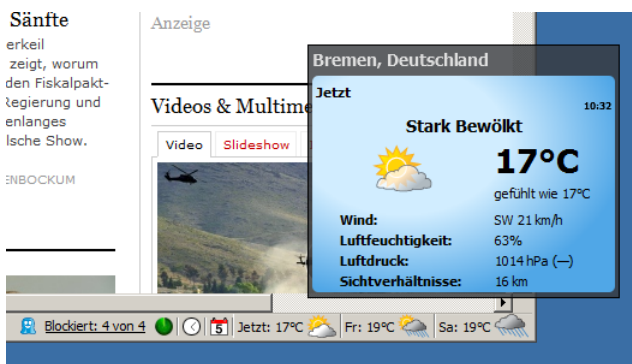 Sänfte
erkeil
zeigt, worum
den Fiskalpakt-
Regierung und
enlanges
lsche Show.
ENBOCKUM
Anzeige
Videos & Multime
Video Slideshow
Bremen, Deutschland
Jetzt
10:32
Stark Bewölkt
17°C
gefühlt wie 17°C
Wind: SW 21 km/h
Luftfeuchtigkeit: 63%
Luftdruck: 1014 hPa (—)
Sichtverhältnisse: 16 km
Blockiert: 4 von 4 5 Jetzt: 17°C Fr: 19°C Sa: 19°C